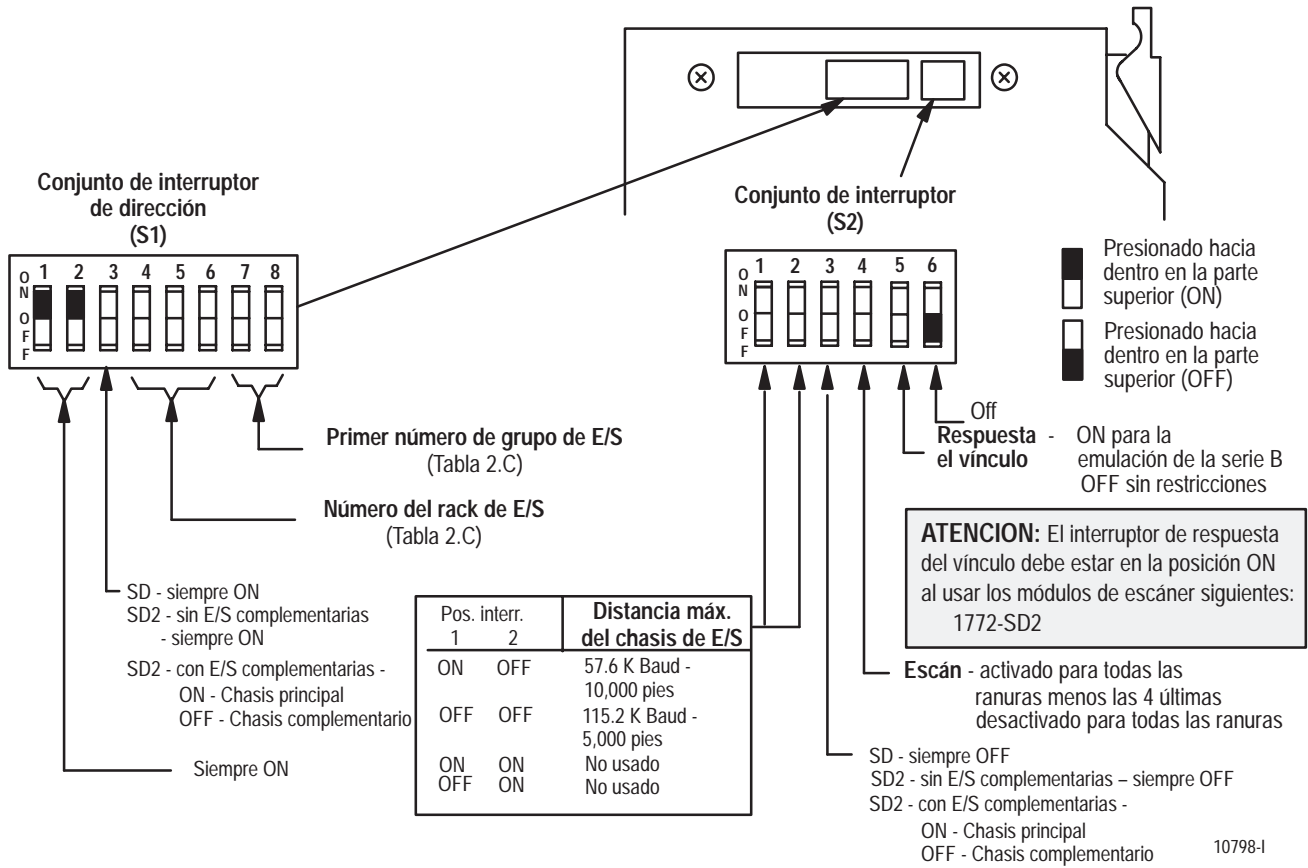 Conjunto de interruptor
de dirección
(S1)
1 2 3 4 5 6 7 8
O
N
O
F
F
Conjunto de interruptor
(S2)
1 2 3 4 5 6
O
N
O
F
F
Presionado hacia
dentro en la parte
superior (ON)
Presionado hacia
dentro en la parte
superior (OFF)
Primer número de grupo de E/S
(Tabla 2.C)
Número del rack de E/S
(Tabla 2.C)
SD - siempre ON
SD2 - sin E/S complementarias
- siempre ON
SD2 - con E/S complementarias -
ON - Chasis principal
OFF - Chasis complementario
Siempre ON
Pos. interr. Distancia máx.
1 2 del chasis de E/S
ON OFF 57.6 K Baud -
10,000 pies
OFF OFF 115.2 K Baud -
5,000 pies
ON ON No usado
OFF ON No usado
Off
Respuesta - ON para la
el vínculo emulación de la serie B
OFF sin restricciones
ATENCION: El interruptor de respuesta
del vínculo debe estar en la posición ON
al usar los módulos de escáner siguientes:
1772-SD2
Escán - activado para todas las
ranuras menos las 4 últimas
desactivado para todas las ranuras
SD - siempre OFF
SD2 - sin E/S complementarias – siempre OFF
SD2 - con E/S complementarias -
ON - Chasis principal
OFF - Chasis complementario
10798-I